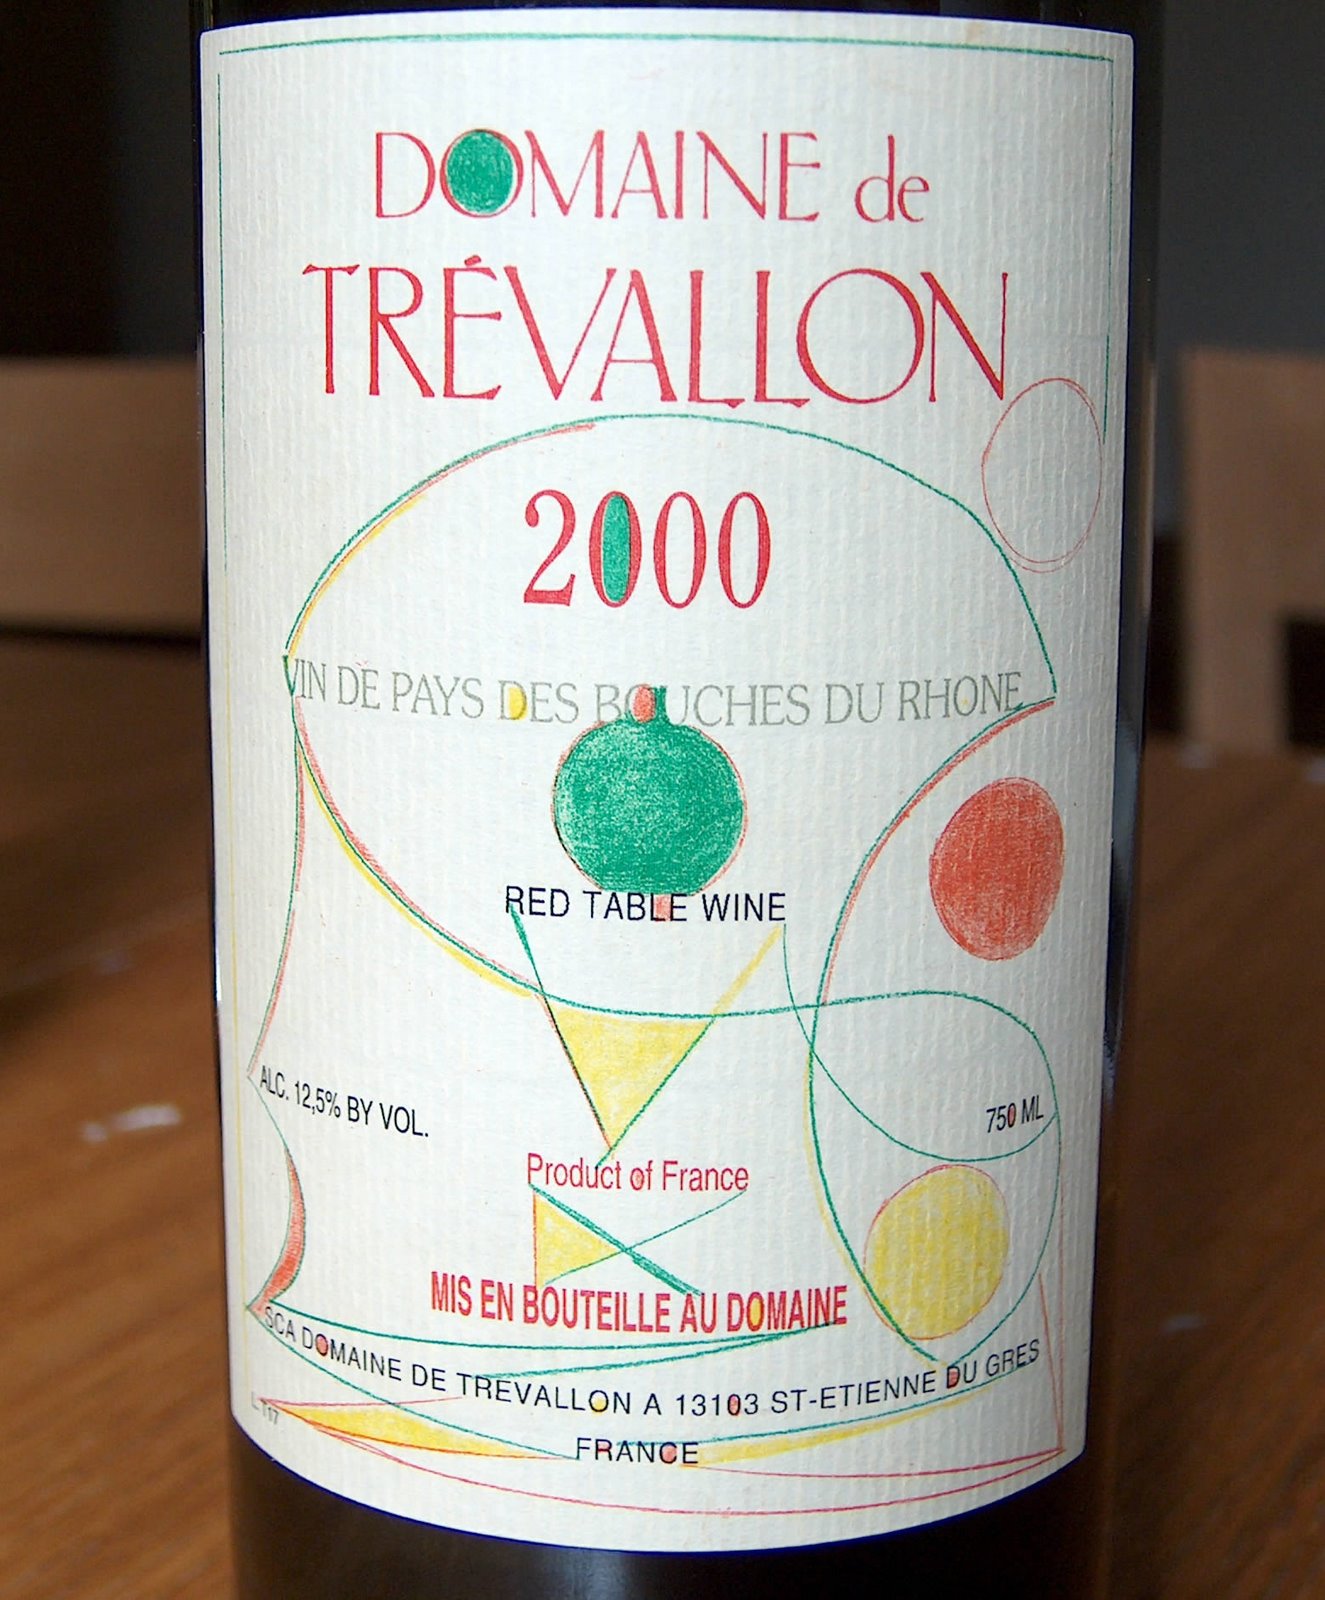 DOMAINE de
TRÉVALLON
2000
VIN DE PAYS DES BOUCHES DU RHONE
RED TABLE WINE
ALC. 12,5% BY VOL.
750 ML
Product of France
MIS EN BOUTEILLE AU DOMAINE
SCA DOMAINE DE TREVALLON A 13103 ST-ETIENNE DU GRES
FRANCE